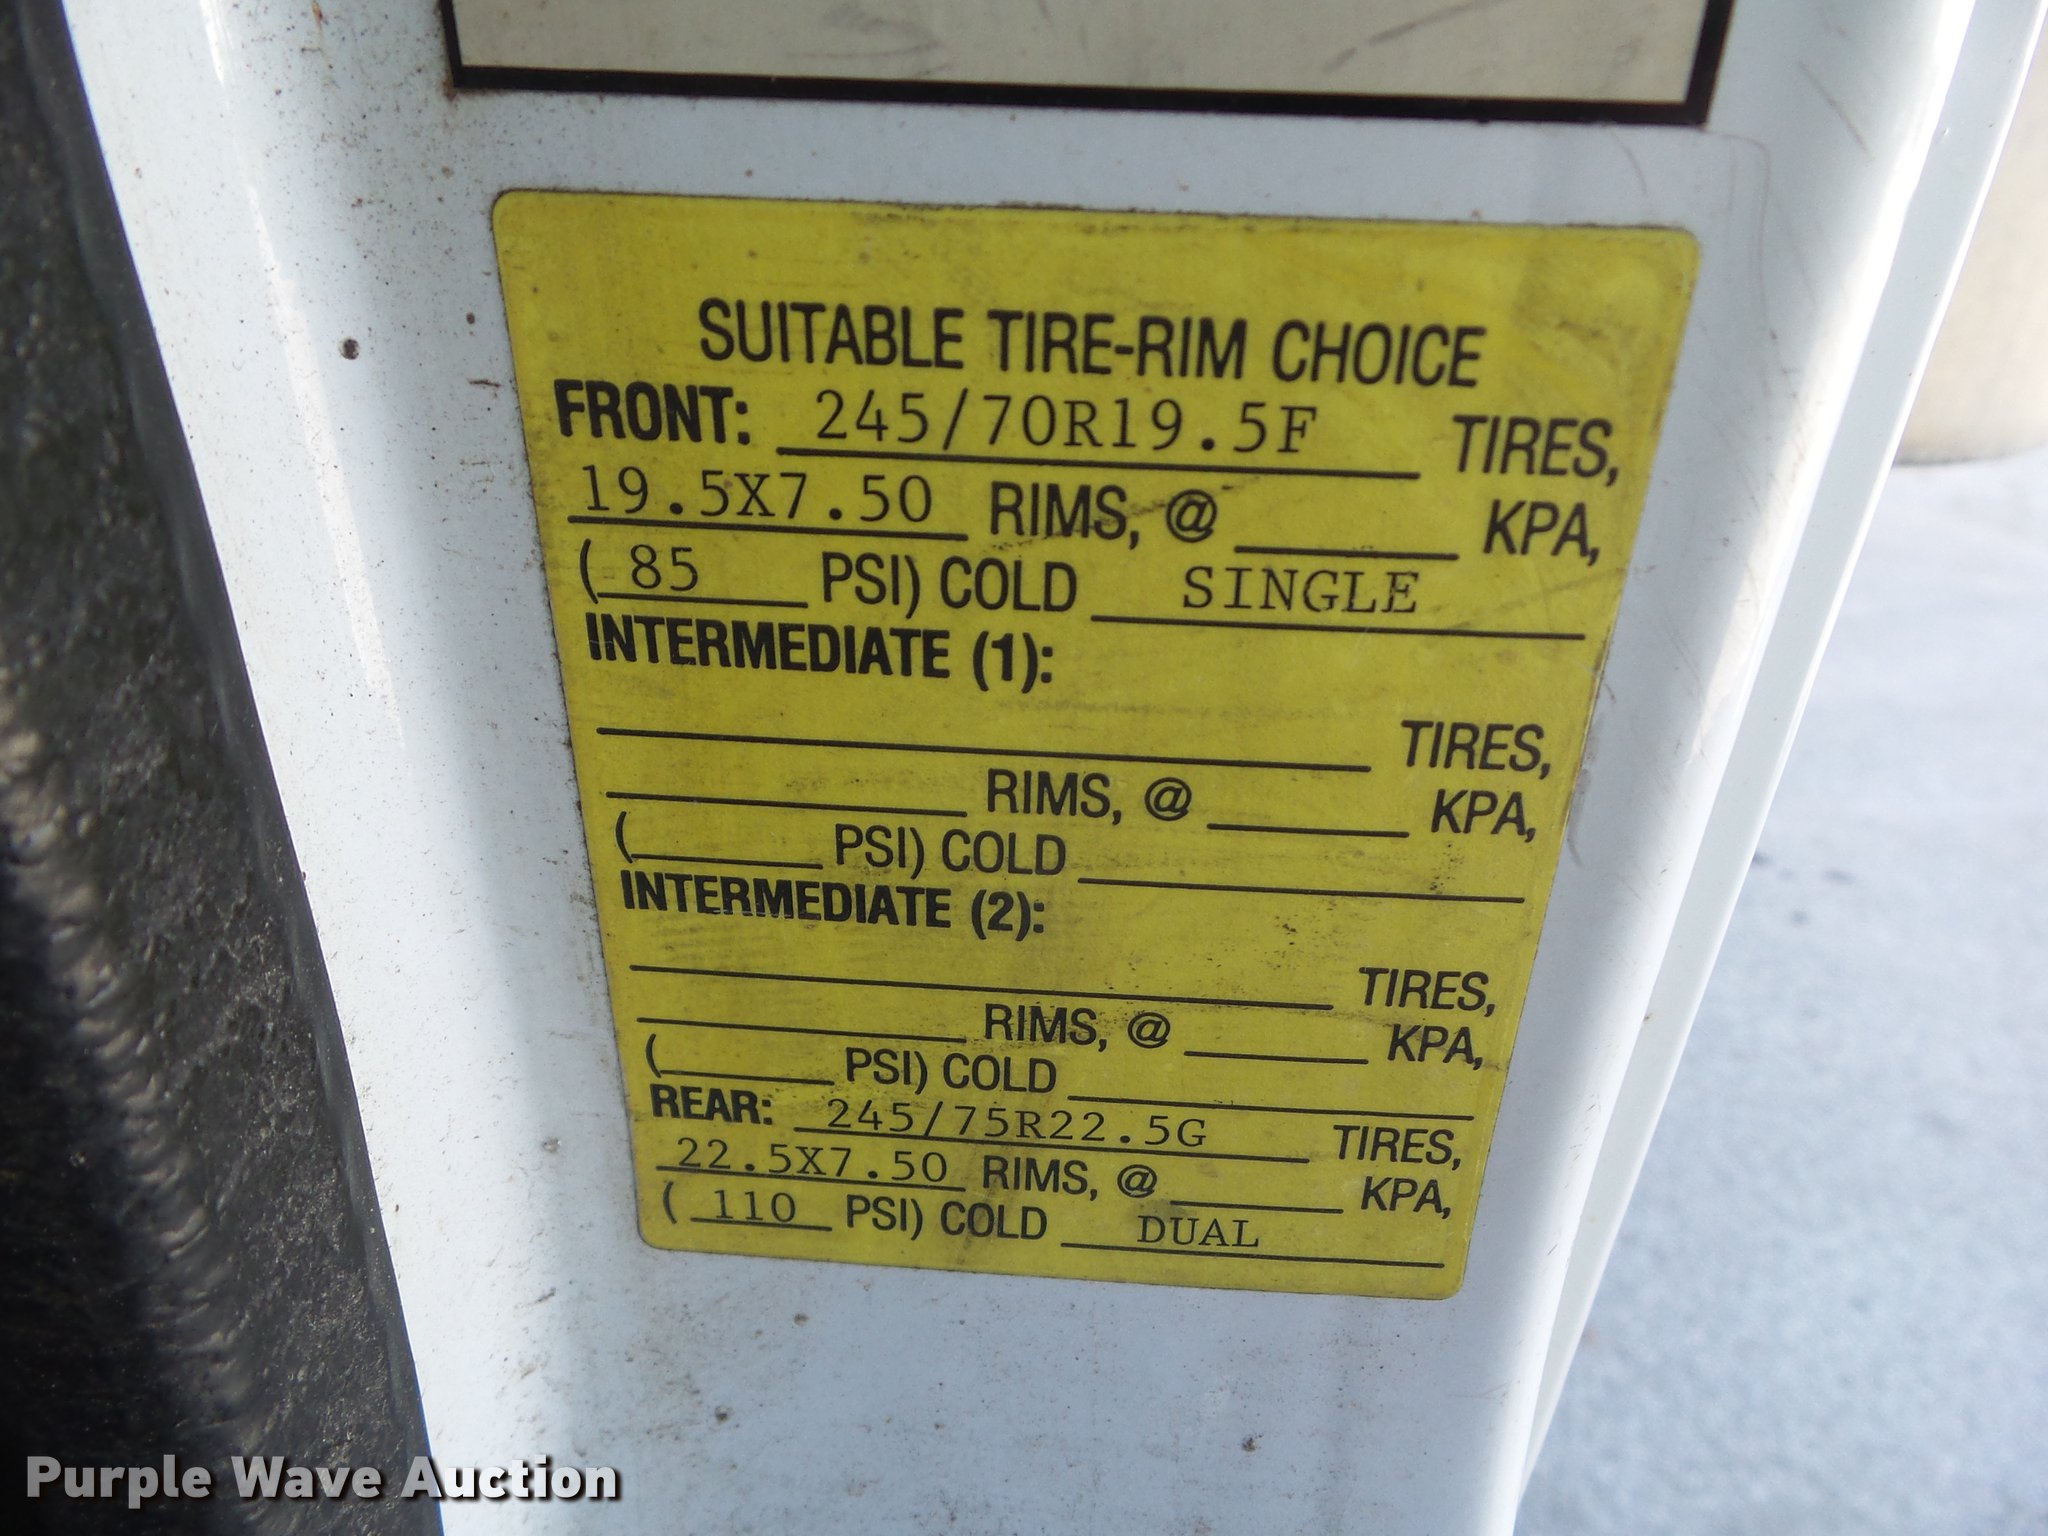 SUITABLE TIRE-RIM CHOICE
FRONT: 245/70R19.5F TIRES,
19.5X7.50 RIMS, @ KPA,
( 85 PSI) COLD SINGLE
INTERMEDIATE (1):
TIRES,
RIMS, @ KPA,
( PSI) COLD
INTERMEDIATE (2):
TIRES,
RIMS, @ KPA,
( PSI) COLD
REAR: 245/75R22.5G TIRES,
22.5X7.50 RIMS, @ KPA,
( 110 PSI) COLD DUAL
Purple Wave Auction